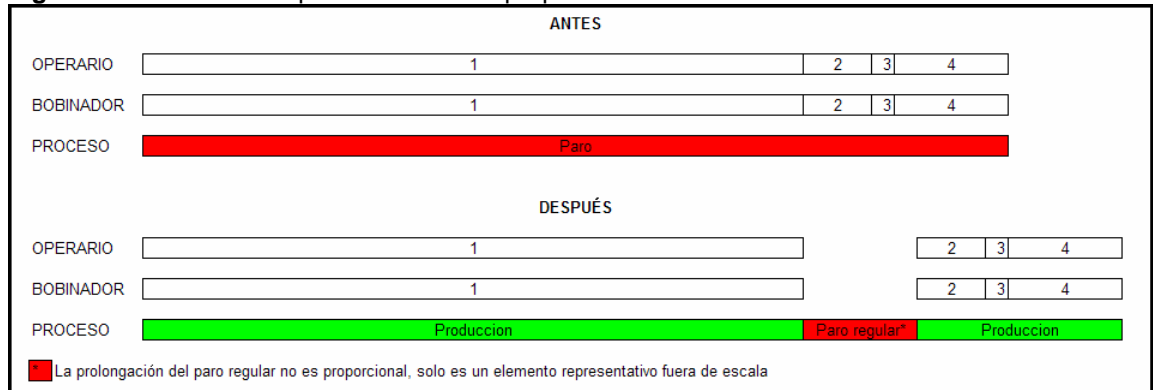 ANTES
OPERARIO 1 2 3 4
BOBINADOR 1 2 3 4
PROCESO Paro
DESPUÉS
OPERARIO 1 2 3 4
BOBINADOR 1 2 3 4
PROCESO Produccion Paro regular* Produccion
* La prolongación del paro regular no es proporcional, solo es un elemento representativo fuera de escala